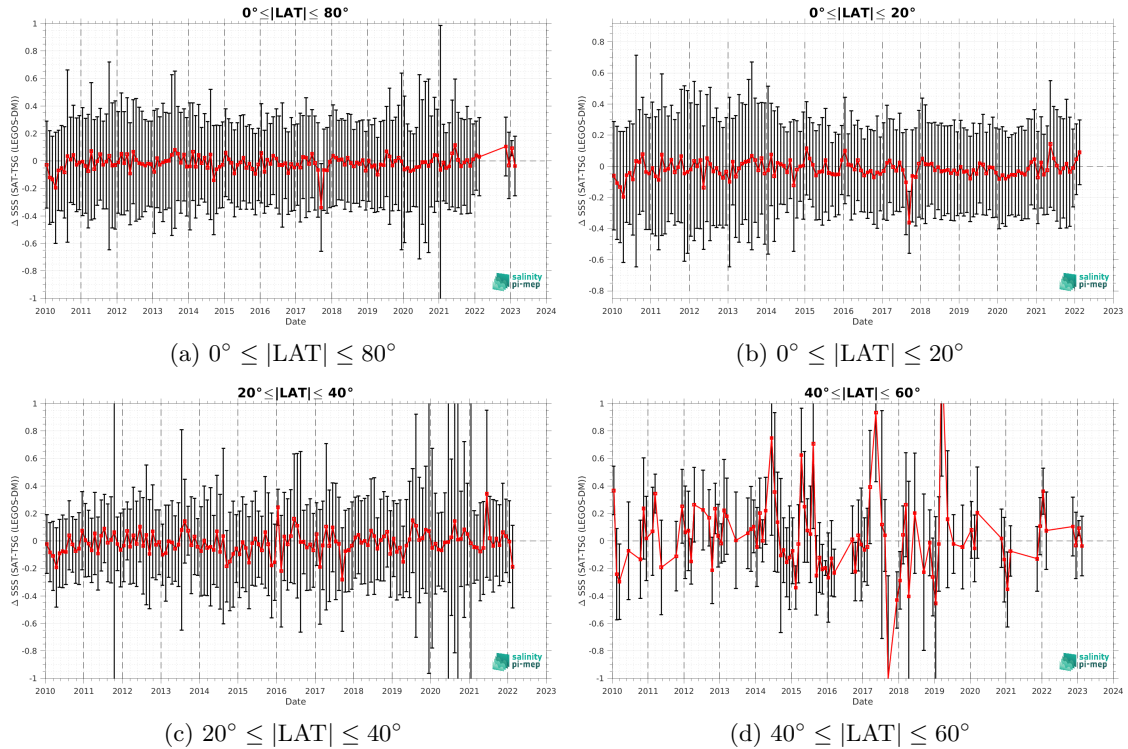 0°≤|LAT|≤ 80°
Δ SSS (SAT-TSG (LEGOS-DM))
1
0.8
0.6
0.4
0.2
0
-0.2
-0.4
-0.6
-0.8
-1
2010 2011 2012 2013 2014 2015 2016 2017 2018 2019 2020 2021 2022 2023 2024
Date
salinity
pi-mep
(a) 0° ≤ |LAT| ≤ 80°
0°≤|LAT|≤ 20°
Δ SSS (SAT-TSG (LEGOS-DM))
0.8
0.6
0.4
0.2
0
-0.2
-0.4
-0.6
-0.8
2010 2011 2012 2013 2014 2015 2016 2017 2018 2019 2020 2021 2022 2023
Date
salinity
pi-mep
(b) 0° ≤ |LAT| ≤ 20°
20°≤|LAT|≤ 40°
Δ SSS (SAT-TSG (LEGOS-DM))
1
0.8
0.6
0.4
0.2
0
-0.2
-0.4
-0.6
-0.8
-1
2010 2011 2012 2013 2014 2015 2016 2017 2018 2019 2020 2021 2022 2023
Date
salinity
pi-mep
(c) 20° ≤ |LAT| ≤ 40°
40°≤|LAT|≤ 60°
Δ SSS (SAT-TSG (LEGOS-DM))
1
0.8
0.6
0.4
0.2
0
-0.2
-0.4
-0.6
-0.8
-1
2010 2011 2012 2013 2014 2015 2016 2017 2018 2019 2020 2021 2022 2023 2024
Date
salinity
pi-mep
(d) 40° ≤ |LAT| ≤ 60°